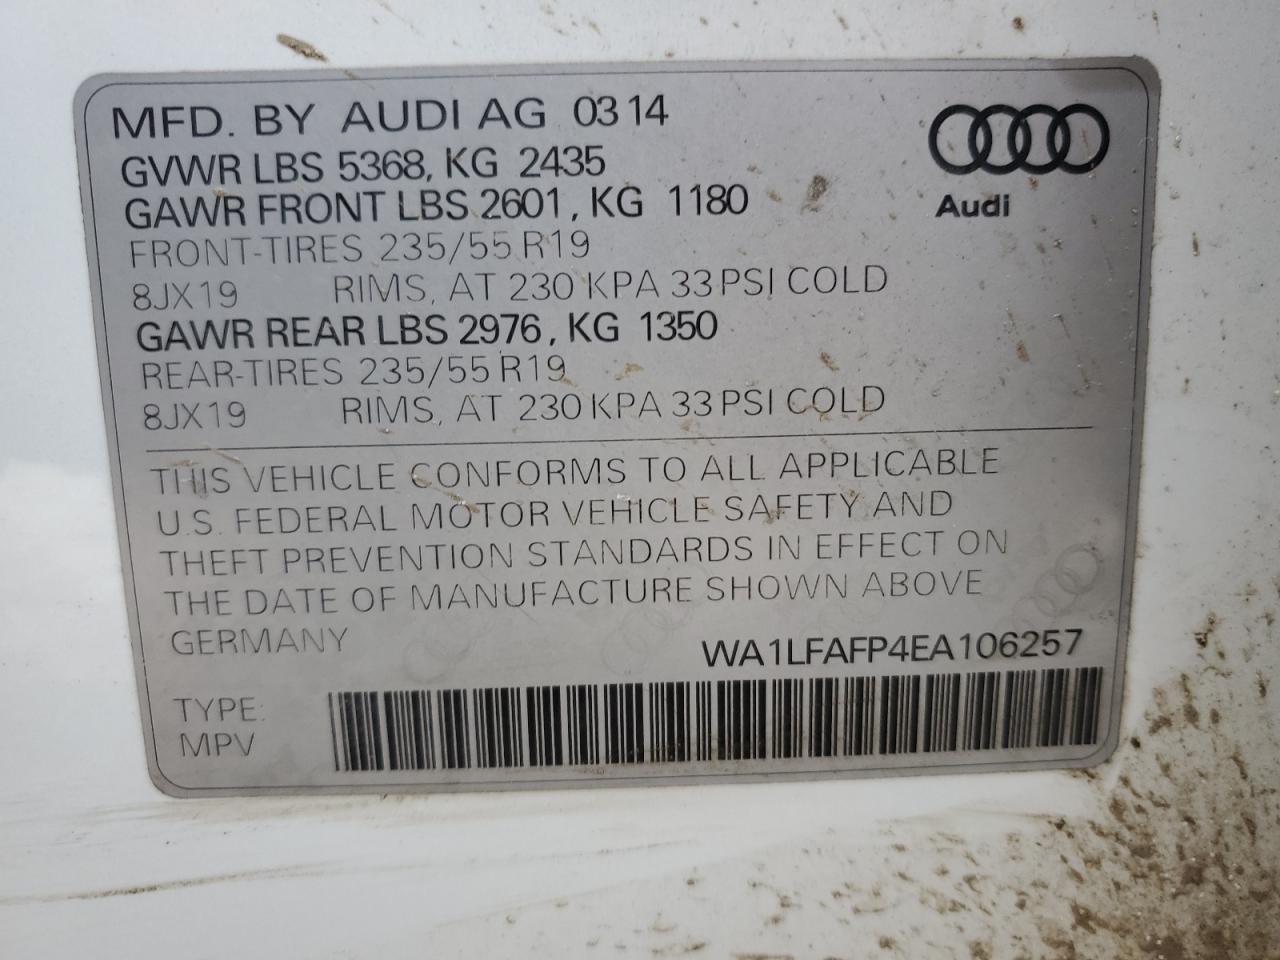 MFD. BY AUDI AG 03 14
GVWR LBS 5368, KG 2435
GAWR FRONT LBS 2601, KG 1180
FRONT-TIRES 235/55 R19
8JX19 RIMS, AT 230 KPA 33 PSI COLD
GAWR REAR LBS 2976, KG 1350
REAR-TIRES 235/55 R19
8JX19 RIMS, AT 230 KPA 33 PSI COLD
Audi
THIS VEHICLE CONFORMS TO ALL APPLICABLE
U.S. FEDERAL MOTOR VEHICLE SAFETY AND
THEFT PREVENTION STANDARDS IN EFFECT ON
THE DATE OF MANUFACTURE SHOWN ABOVE
GERMANY
WA1LFAFP4EA106257
TYPE:
MPV